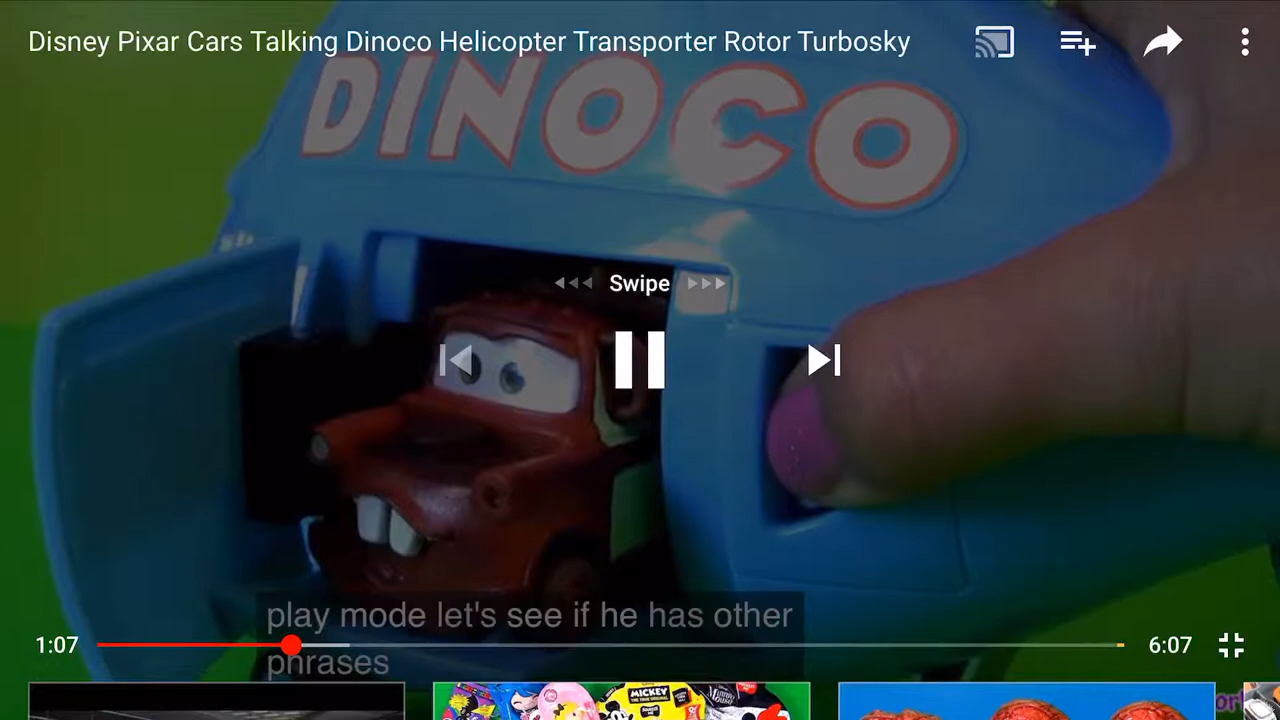 Disney Pixar Cars Talking Dinoco Helicopter Transporter Rotor Turbosky
DINOCO
Swipe
play mode let's see if he has other
phrases
1:07
6:07
MICKEY